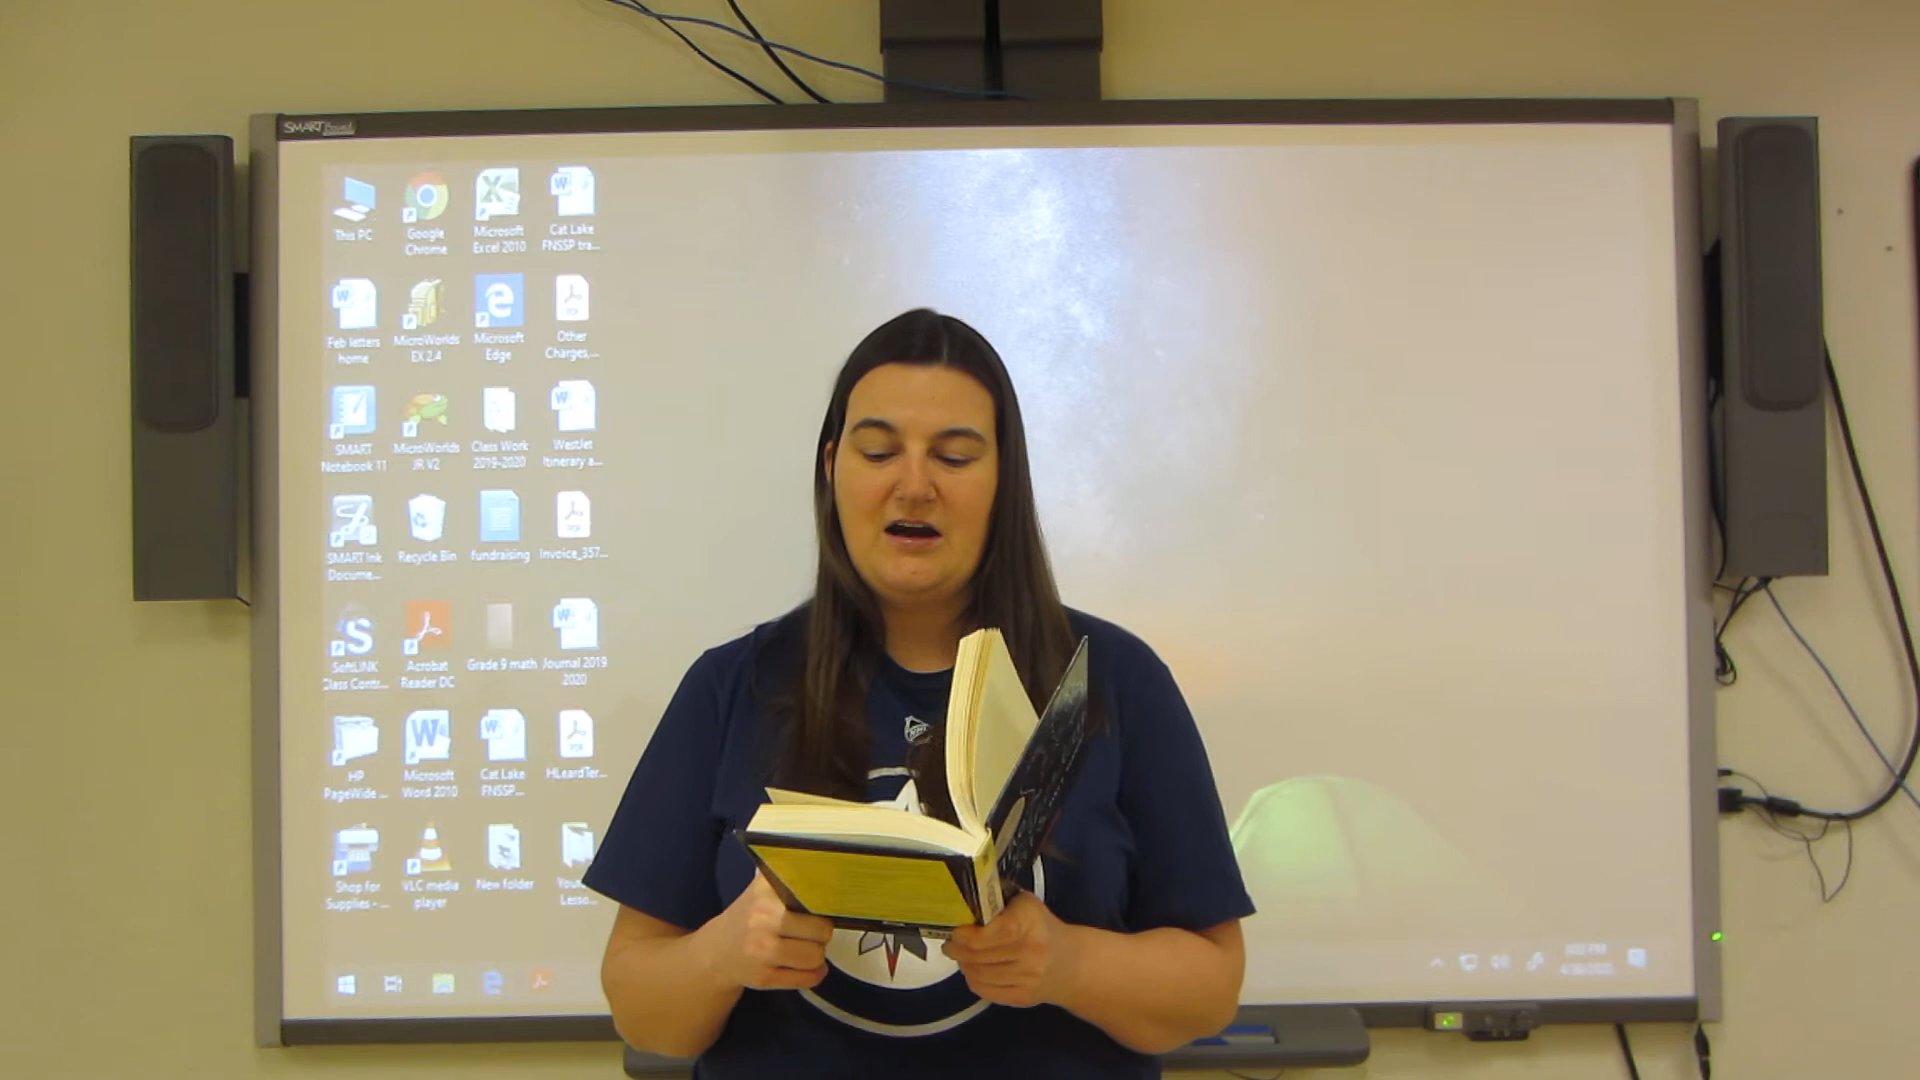 SMART Board
This PC
Google
Chrome
Microsoft
Excel 2010
Cat Lake
FNSSP tra...
Feb letters
home
MicroWorlds
EX 2.4
Microsoft
Edge
Other
Charges,...
SMART
Notebook 11
MicroWorlds
JR V2
Class Work
2019-2020
WestJet
Itinerary a...
SMART Ink
Docume...
Recycle Bin
fundraising
Invoice_357...
SoftLINK
Class Contr...
Acrobat
Reader DC
Grade 9 math
Journal 2019
2020
HP
PageWide ...
Microsoft
Word 2010
Cat Lake
FNSSP...
HLeardTer...
Shop for
Supplies - ...
VLC media
player
New folder
Lesso...
NHL